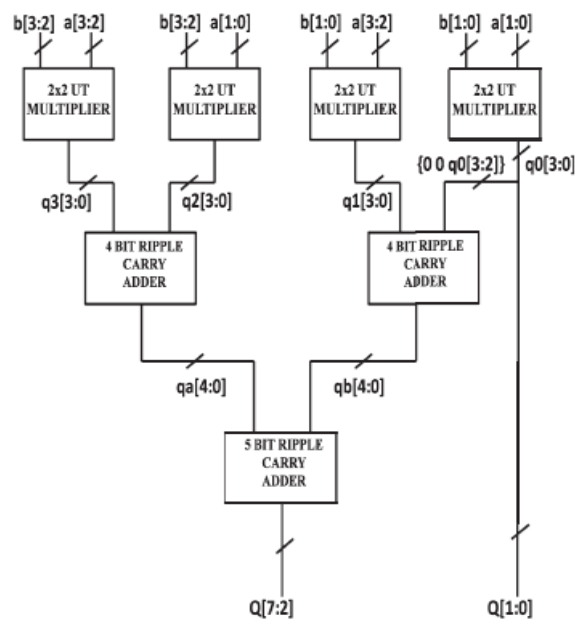 b[3:2] a[3:2] b[3:2] a[1:0] b[1:0] a[3:2] b[1:0] a[1:0]
2x2 UT
MULTIPLIER
2x2 UT
MULTIPLIER
2x2 UT
MULTIPLIER
2x2 UT
MULTIPLIER
{0 0 q0[3:2]} q0[3:0]
q3[3:0] q2[3:0] q1[3:0]
4 BIT RIPPLE
CARRY
ADDER
4 BIT RIPPLE
CARRY
ADDER
qa[4:0] qb[4:0]
5 BIT RIPPLE
CARRY
ADDER
Q[7:2] Q[1:0]